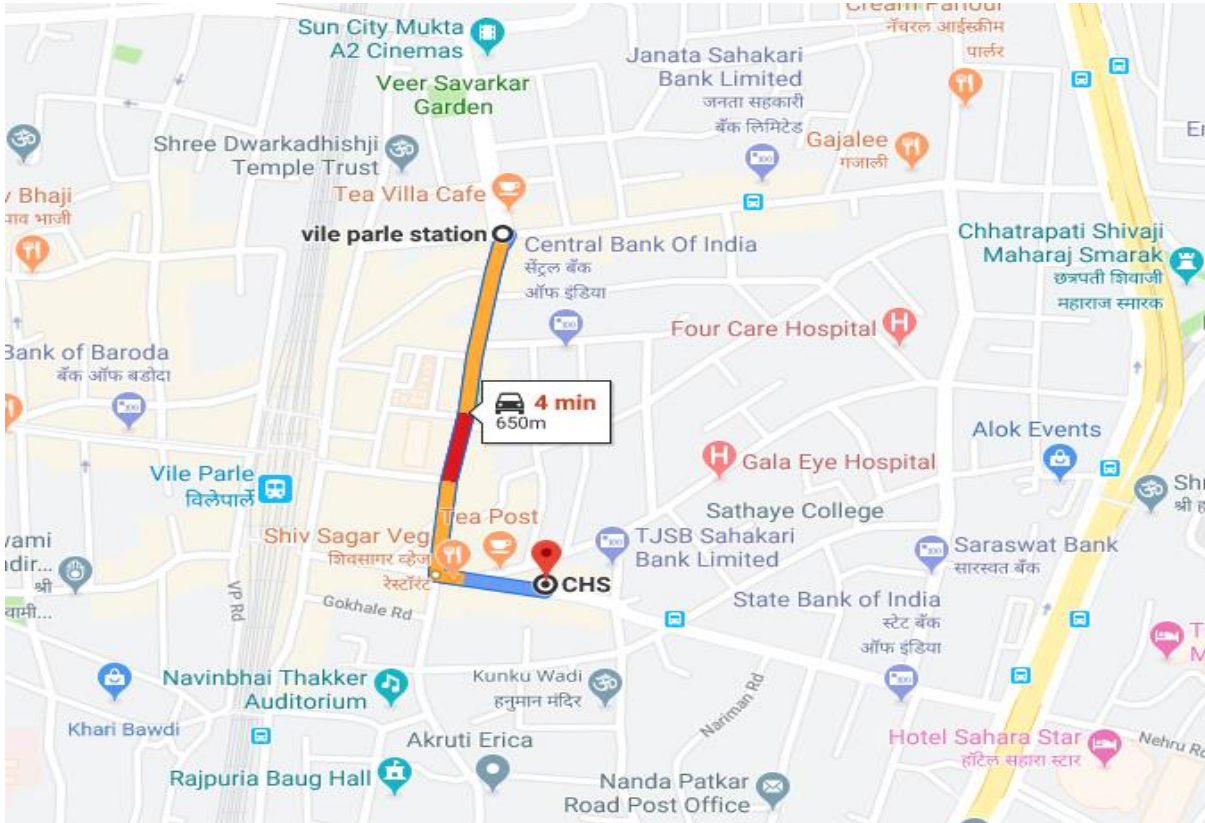 Sun City Mukta
A2 Cinemas
Cream Parlour
नॅचरल आईस्क्रीम
पार्लर
Janata Sahakari
Bank Limited
जनता सहकारी
बँक लिमिटेड
Veer Savarkar
Garden
Shree Dwarkadhishji
Temple Trust
Gajalee
गजाली
Bhaji
पाव भाजी
Tea Villa Cafe
vile parle station
Central Bank Of India
सेंट्रल बँक
ऑफ इंडिया
Chhatrapati Shivaji
Maharaj Smarak
छत्रपती शिवाजी
महाराज स्मारक
Four Care Hospital
Bank of Baroda
बँक ऑफ बडोदा
4 min
650m
Alok Events
Gala Eye Hospital
Vile Parle
विलेपार्ले
Sathaye College
Shiv Sagar Veg
शिवसागर व्हेज
रेस्टॉरंट
Tea Post
TJSB Sahakari
Bank Limited
Saraswat Bank
सारस्वत बँक
श्री
CHS
VP Rd
Gokhale Rd
State Bank of India
स्टेट बँक
ऑफ इंडिया
Navinbhai Thakker
Auditorium
Kunku Wadi
हनुमान मंदिर
Nariman Rd
Khari Bawdi
Akruti Erica
Hotel Sahara Star
हॉटेल सहारा स्टार
Nehru Rd
Rajpuria Baug Hall
Nanda Patkar
Road Post Office